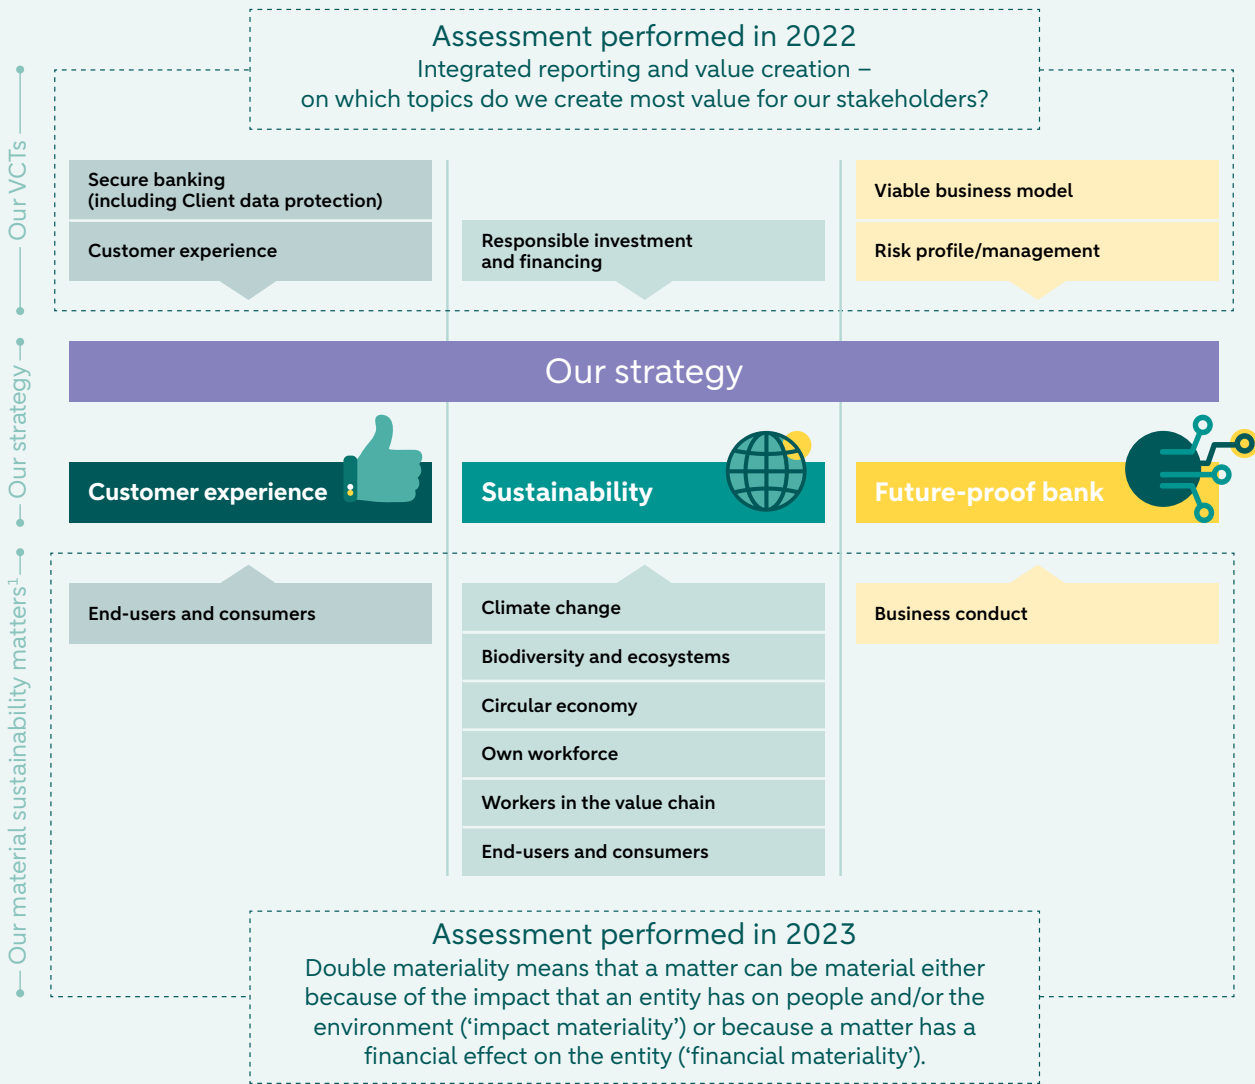 Assessment performed in 2022
Integrated reporting and value creation –
on which topics do we create most value for our stakeholders?
Our VCTs
Secure banking
(including Client data protection)
Customer experience
Responsible investment
and financing
Viable business model
Risk profile/management
Our strategy
Our strategy
Customer experience
Sustainability
Future-proof bank
Our material sustainability matters¹
End-users and consumers
Climate change
Biodiversity and ecosystems
Circular economy
Own workforce
Workers in the value chain
End-users and consumers
Business conduct
Assessment performed in 2023
Double materiality means that a matter can be material either
because of the impact that an entity has on people and/or the
environment (‘impact materiality’) or because a matter has a
financial effect on the entity (‘financial materiality’).